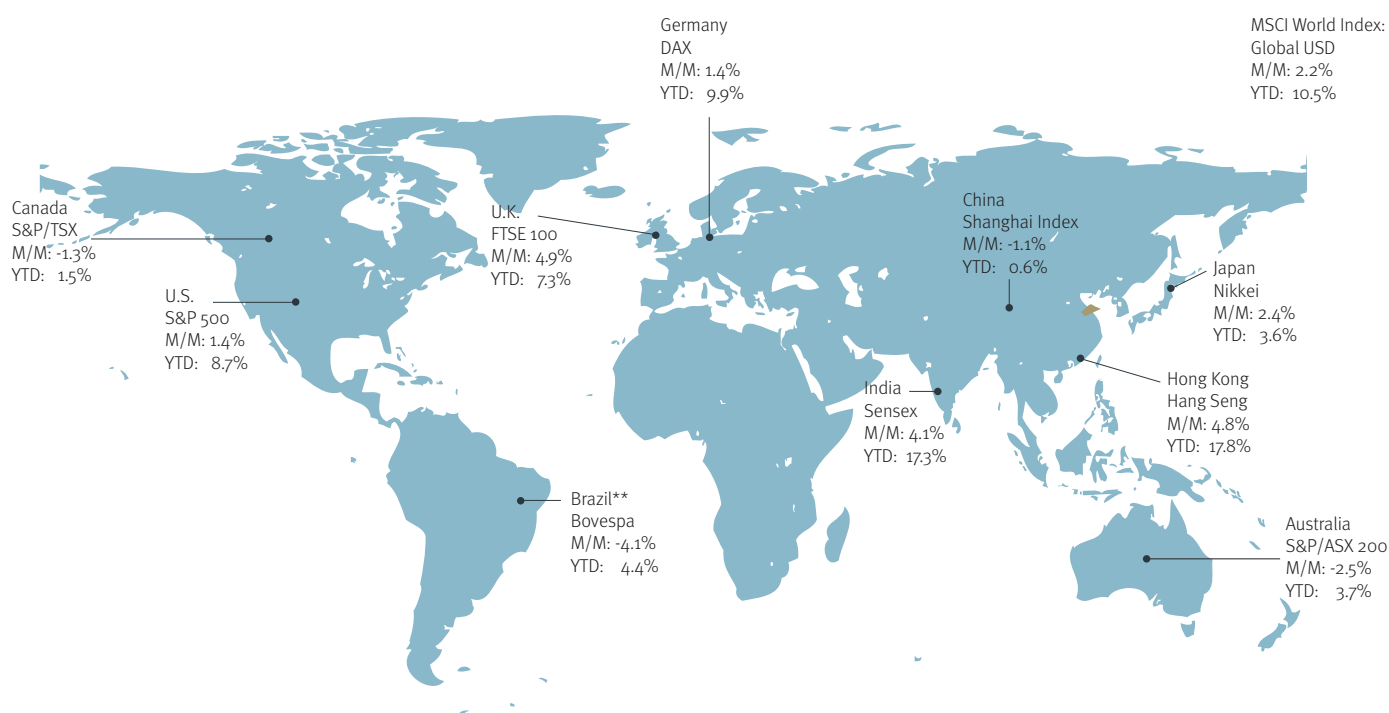 Germany
DAX
M/M: 1.4%
YTD: 9.9%
MSCI World Index:
Global USD
M/M: 2.2%
YTD: 10.5%
Canada
S&P/TSX
M/M: -1.3%
YTD: 1.5%
U.K.
FTSE 100
M/M: 4.9%
YTD: 7.3%
China
Shanghai Index
M/M: -1.1%
YTD: 0.6%
Japan
Nikkei
M/M: 2.4%
YTD: 3.6%
U.S.
S&P 500
M/M: 1.4%
YTD: 8.7%
India
Sensex
M/M: 4.1%
YTD: 17.3%
Hong Kong
Hang Seng
M/M: 4.8%
YTD: 17.8%
Brazil**
Bovespa
M/M: -4.1%
YTD: 4.4%
Australia
S&P/ASX 200
M/M: -2.5%
YTD: 3.7%